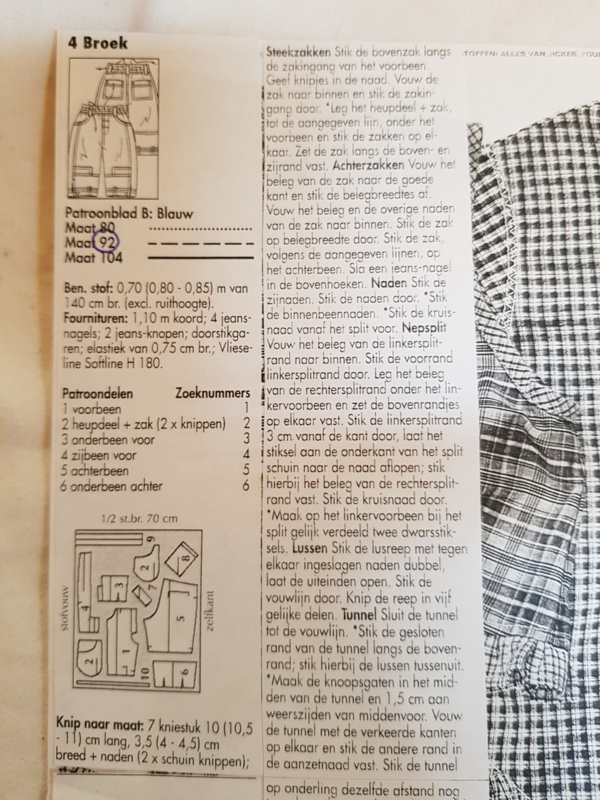 4 Broek
Patroonblad B: Blauw
Maat 80
Maat 92
Maat 104
Ben. stof: 0,70 (0,80 - 0,85) m van
140 cm br. (excl. ruithoogte).
Fournituren: 1,10 m koord; 4 jeans-
nagels; 2 jeans-knopen; doorstikga-
ren; elastiek van 0,75 cm br.; Vliese-
line Softline H 180.
Patroondelen Zoeknummers
1 voorbeen 1
2 heupdeel + zak (2 x knippen) 2
3 onderbeen voor 3
4 zijbeen voor 4
5 achterbeen 5
6 onderbeen achter 6
1/2 st.br. 70 cm
stofvouw
zelfkant
9
2
8
3
7
4
1
5
2
10
6
Knip naar maat: 7 kniestuk 10 (10,5
- 11) cm lang, 3,5 (4 - 4,5) cm
breed + naden (2 x schuin knippen);
Steekzakken Stik de bovenzak langs
de zakingang van het voorbeen.
Geef knipjes in de naad. Vouw de
zak naar binnen en stik de zakin-
gang door. *Leg het heupdeel + zak,
tot de aangegeven lijn, onder het
voorbeen en stik de zakken op el-
kaar. Zet de zak langs de boven- en
zijrand vast. Achterzakken Vouw het
beleg van de zak naar de goede
kant en stik de belegbreedtes af.
Vouw het beleg en de overige naden
van de zak naar binnen. Stik de zak
op belegbreedte door. Stik de zak,
volgens de aangegeven lijnen, op
het achterbeen. Sla een jeans-nagel
in de bovenhoeken. Naden Stik de
zijnaden. Stik de naden door. *Stik
de binnenbeennaden. *Stik de kruis-
naad vanaf het split voor. Nepsplit
Vouw het beleg van de linkersplit-
rand naar binnen. Stik de voorrand
linkersplitrand door. Leg het beleg
van de rechtersplitrand onder het lin-
kervoorbeen en zet de bovenrandjes
op elkaar vast. Stik de linkersplitrand
3 cm vanaf de kant door, laat het
stiksel aan de onderkant van het split
schuin naar de naad aflopen; stik
hierbij het beleg van de rechtersplit-
rand vast. Stik de kruisnaad door.
*Maak op het linkervoorbeen bij het
split gelijk verdeeld twee dwarsstik-
sels. Lussen Stik de lusreep met tegen
elkaar ingeslagen naden dubbel,
laat de uiteinden open. Stik de
vouwlijn door. Knip de reep in vijf
gelijke delen. Tunnel Sluit de tunnel
tot de vouwlijn. *Stik de gesloten
rand van de tunnel langs de boven-
rand; stik hierbij de lussen tussenuit.
*Maak de knoopsgaten in het mid-
den van de tunnel en 1,5 cm aan
weerszijden van middenvoor. Vouw
de tunnel met de verkeerde kanten
op elkaar en stik de andere rand in
de aanzetnaad vast. Stik de tunnel
op onderling dezelfde afstand nog
STOFFEN: ALLES VAN